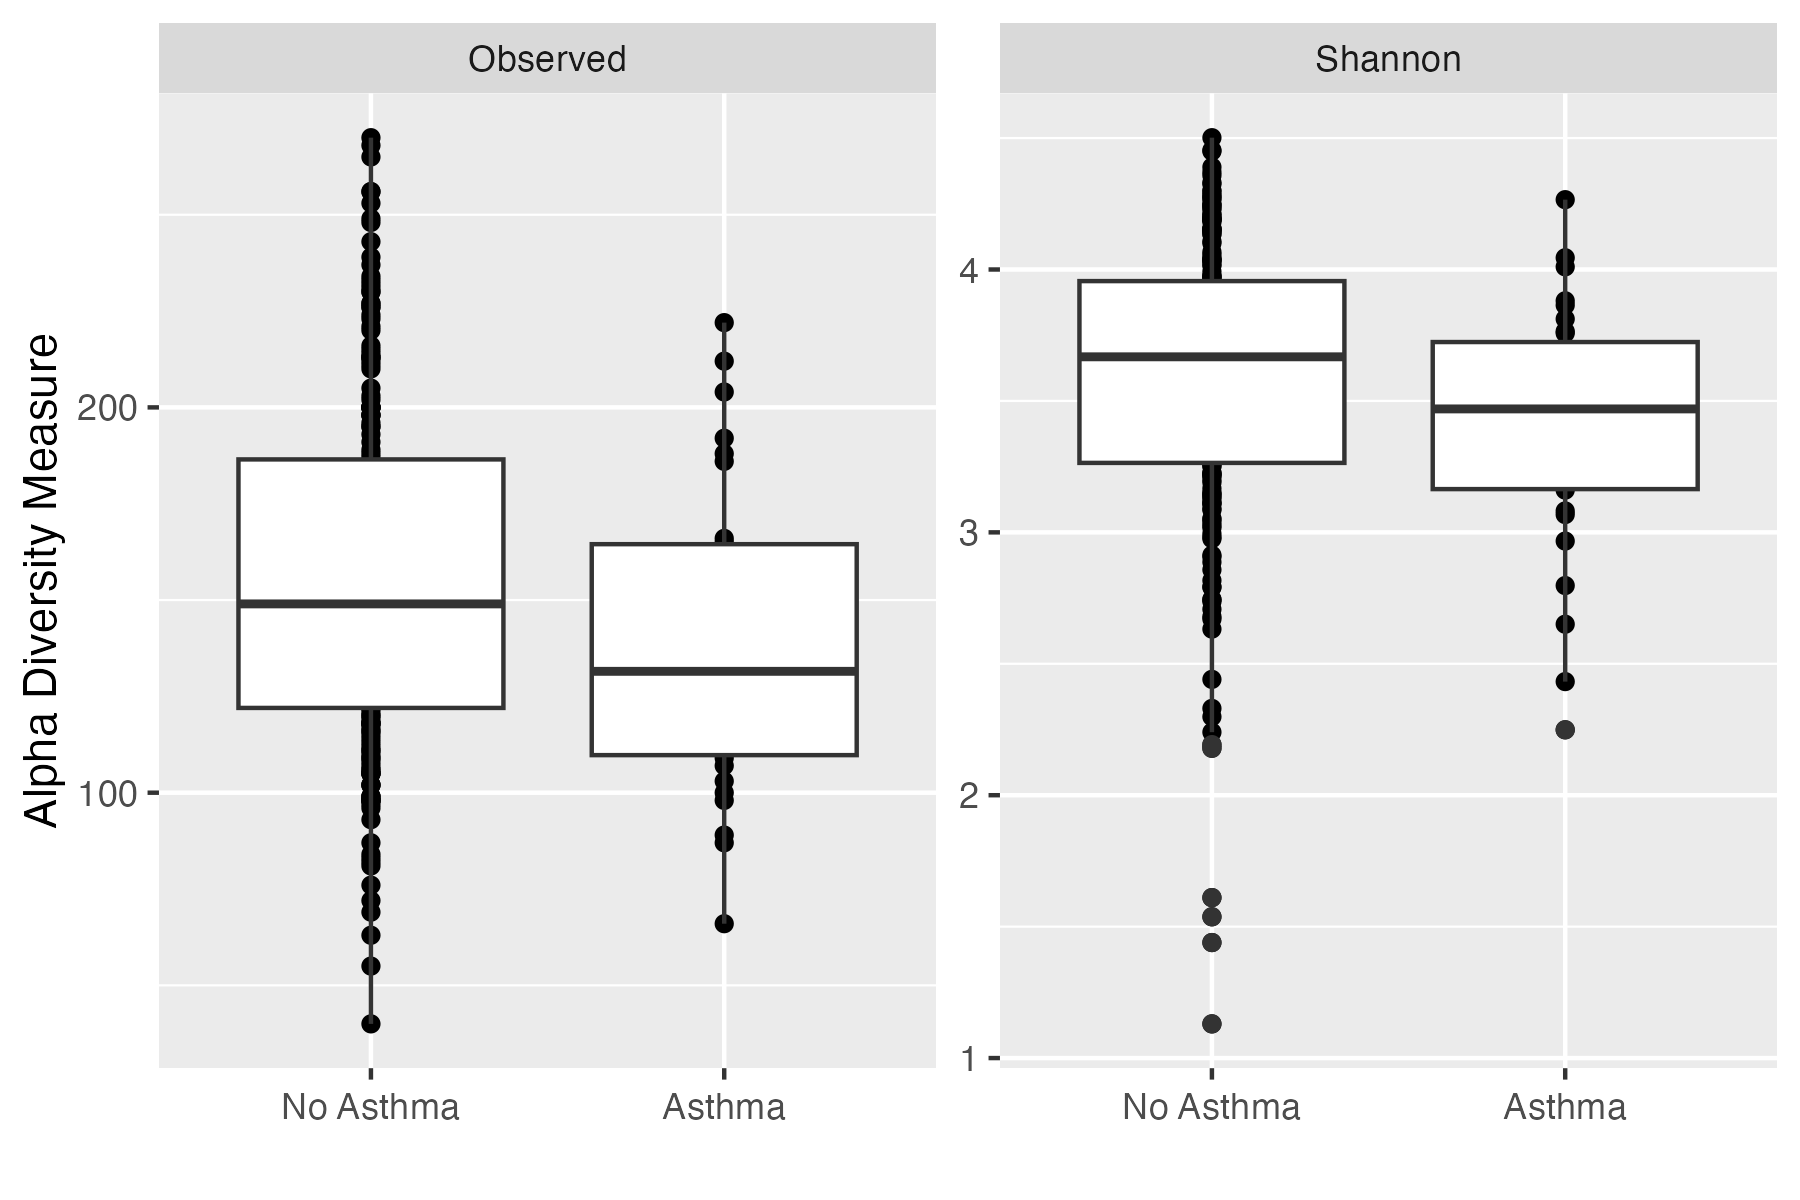 Observed
Shannon
Alpha Diversity Measure
200
100
4
3
2
1
No Asthma
Asthma
No Asthma
Asthma